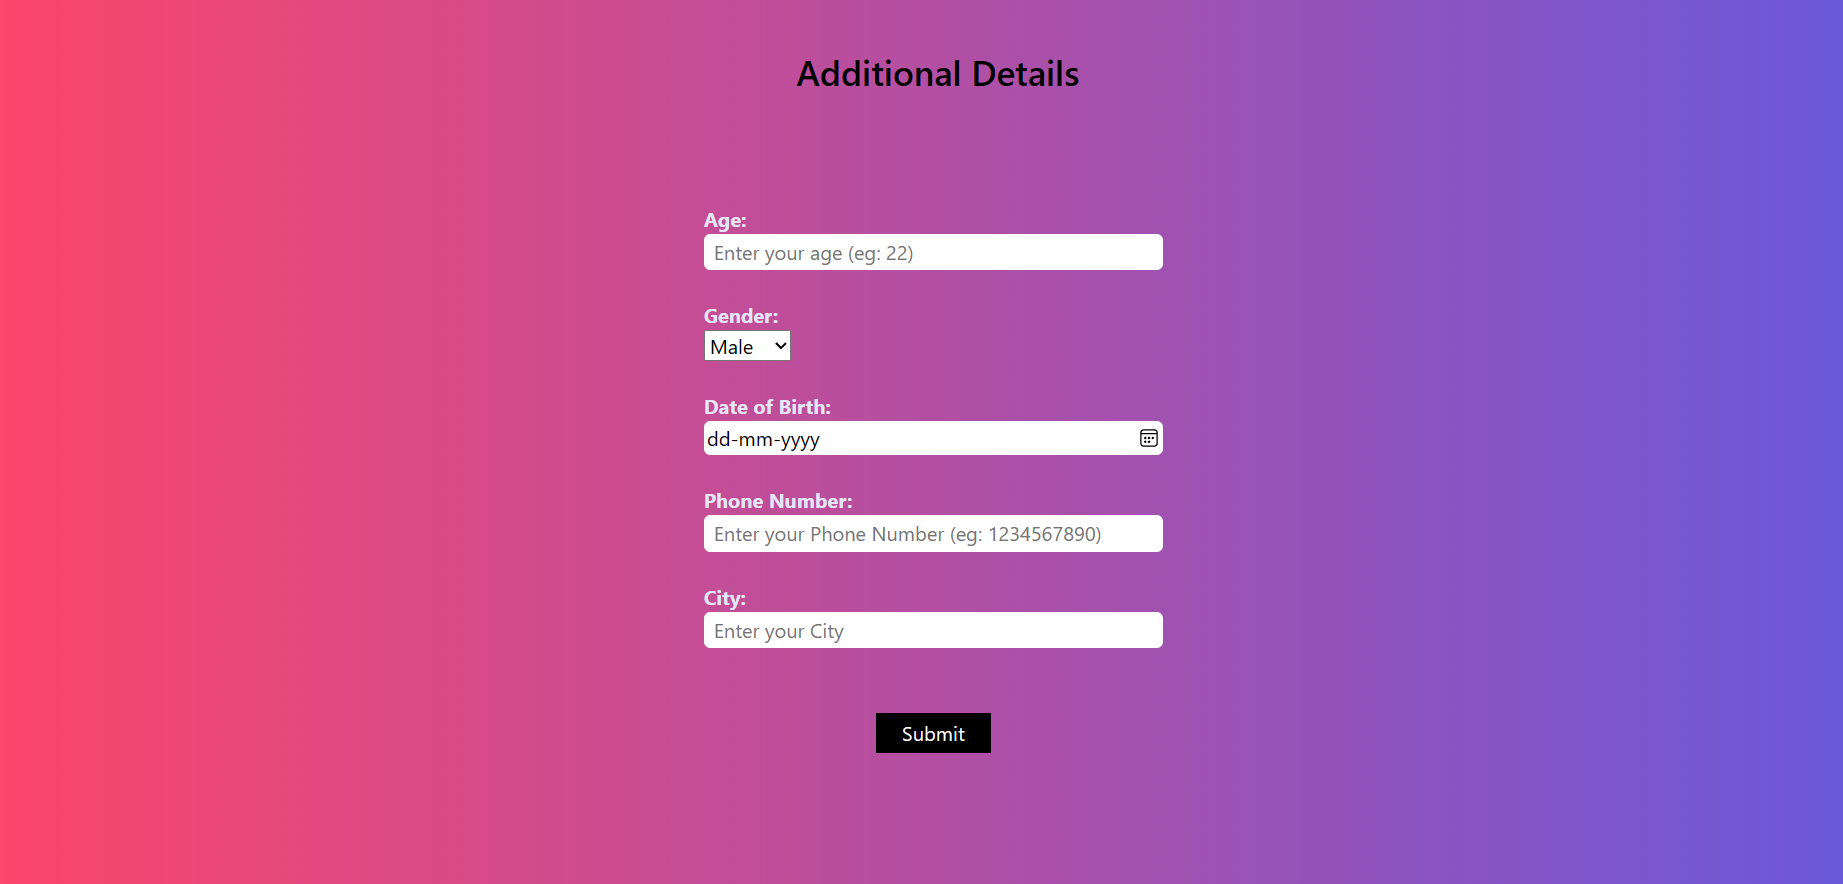 Additional Details
Age:
Enter your age (eg: 22)
Gender:
Male
Date of Birth:
dd-mm-yyyy
Phone Number:
Enter your Phone Number (eg: 1234567890)
City:
Enter your City
Submit